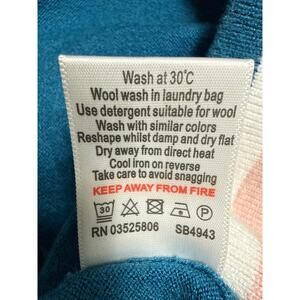 Wash at 30°C
Wool wash in laundry bag
Use detergent suitable for wool
Wash with similar colors
Reshape whilst damp and dry flat
Dry away from direct heat
Cool iron on reverse
Take care to avoid snagging
KEEP AWAY FROM FIRE
30 P
RN 03525806 SB4943